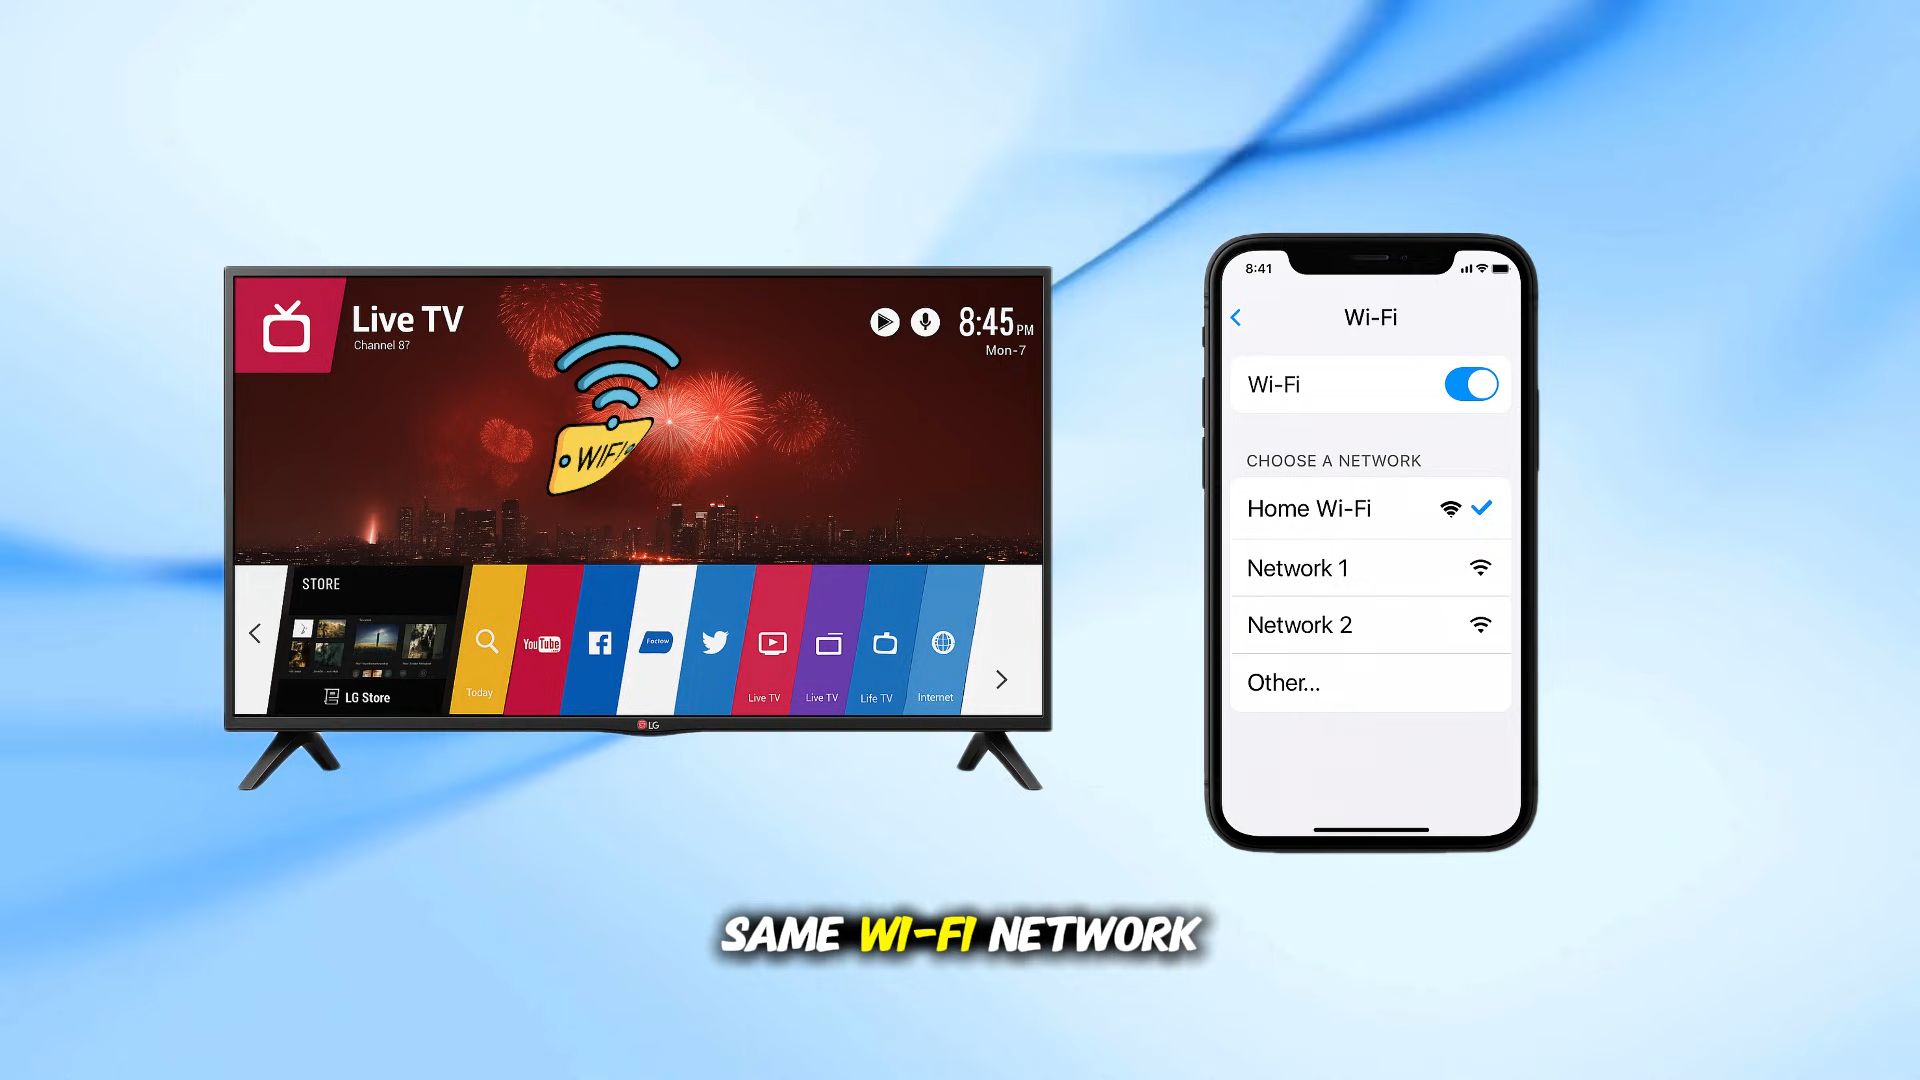 Live TV
Channel 87
8:45 PM
Mon-7
WIFI
STORE
LG Store
Today
YouTube
Live TV
Live TV
Life TV
Internet
LG
8:41
Wi-Fi
Wi-Fi
CHOOSE A NETWORK
Home Wi-Fi
Network 1
Network 2
Other...
SAME WI-FI NETWORK